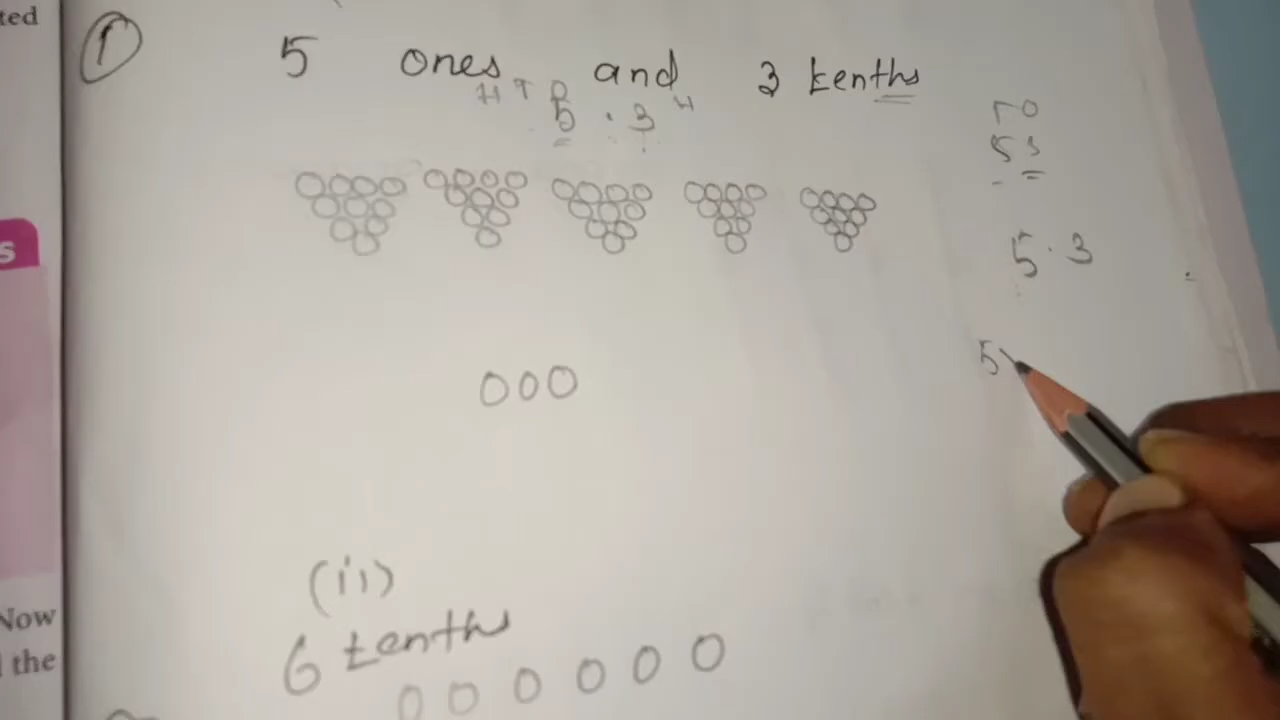 ted
1
5 ones and 3 tenths
H T O
5 . 3
T O
5 3
5 . 3
s
5
(ii)
6 tenths
Now
the